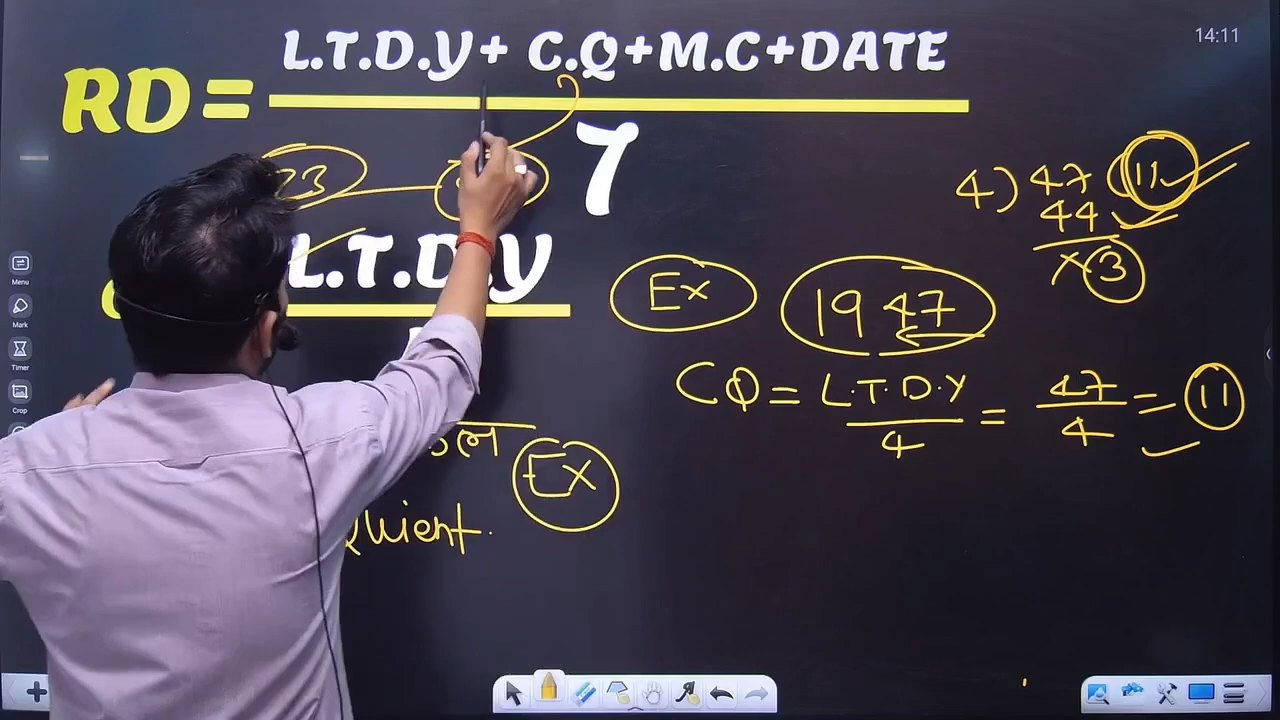 14:11
L.T.D.Y+ C.Q+M.C+DATE
RD=
7
23
4) 47 (11
44
×3
L.T.D.Y
Ex
1947
CQ = L.T.D.Y = 47 = 11
4 4
Ex
Quient.
Menu
Mark
Timer
Crop